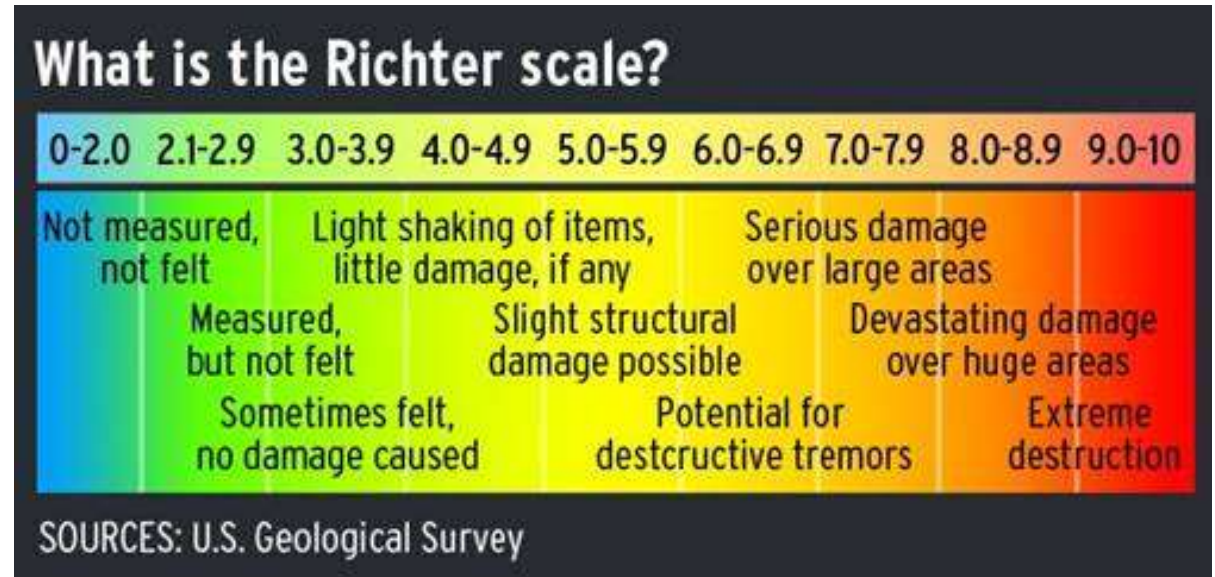 What is the Richter scale?
0-2.0 2.1-2.9 3.0-3.9 4.0-4.9 5.0-5.9 6.0-6.9 7.0-7.9 8.0-8.9 9.0-10
Not measured,
not felt
Light shaking of items,
little damage, if any
Serious damage
over large areas
Measured,
but not felt
Slight structural
damage possible
Devastating damage
over huge areas
Sometimes felt,
no damage caused
Potential for
destcructive tremors
Extreme
destruction
SOURCES: U.S. Geological Survey